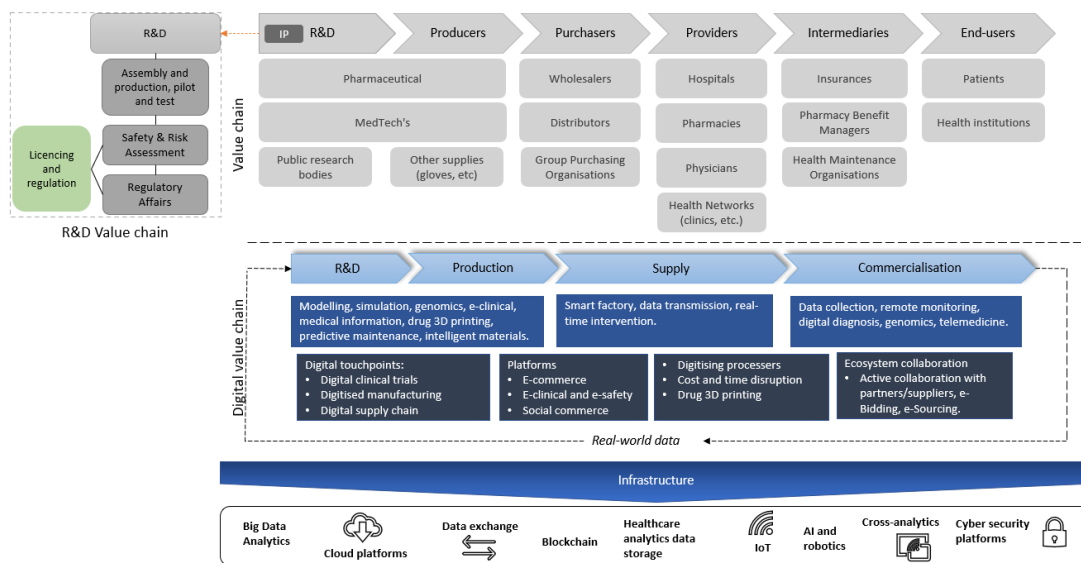 R&D
Assembly and
production, pilot
and test
Safety & Risk
Assessment
Regulatory
Affairs
Licencing
and
regulation
R&D Value chain
Value chain
IP
R&D
Producers
Purchasers
Providers
Intermediaries
End-users
Pharmaceutical
MedTech's
Public research
bodies
Other supplies
(gloves, etc)
Wholesalers
Distributors
Group Purchasing
Organisations
Hospitals
Pharmacies
Physicians
Health Networks
(clinics, etc.)
Insurances
Pharmacy Benefit
Managers
Health Maintenance
Organisations
Patients
Health institutions
Digital value chain
R&D
Production
Supply
Commercialisation
Modelling, simulation, genomics, e-clinical,
medical information, drug 3D printing,
predictive maintenance, intelligent materials.
Smart factory, data transmission, real-
time intervention.
Data collection, remote monitoring,
digital diagnosis, genomics, telemedicine.
Digital touchpoints:
• Digital clinical trials
• Digitised manufacturing
• Digital supply chain
Platforms
• E-commerce
• E-clinical and e-safety
• Social commerce
• Digitising processers
• Cost and time disruption
• Drug 3D printing
Ecosystem collaboration
• Active collaboration with
partners/suppliers, e-
Bidding, e-Sourcing.
Real-world data
Infrastructure
Big Data
Analytics
Cloud platforms
Data exchange
Blockchain
Healthcare
analytics data
storage
IoT
AI and
robotics
Cross-analytics
Cyber security
platforms